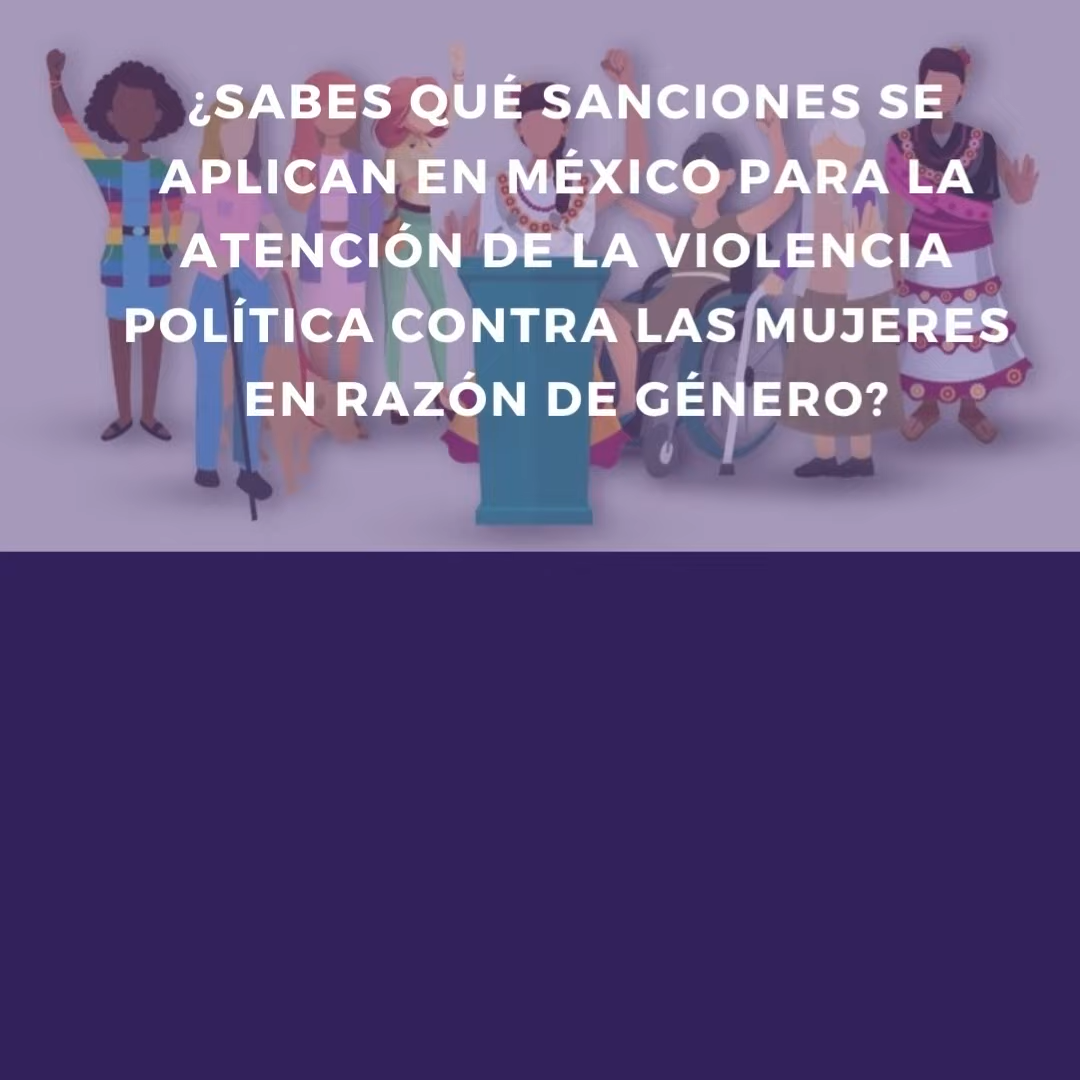 ¿SABES QUÉ SANCIONES SE
APLICAN EN MÉXICO PARA LA
ATENCIÓN DE LA VIOLENCIA
POLÍTICA CONTRA LAS MUJERES
EN RAZÓN DE GÉNERO?